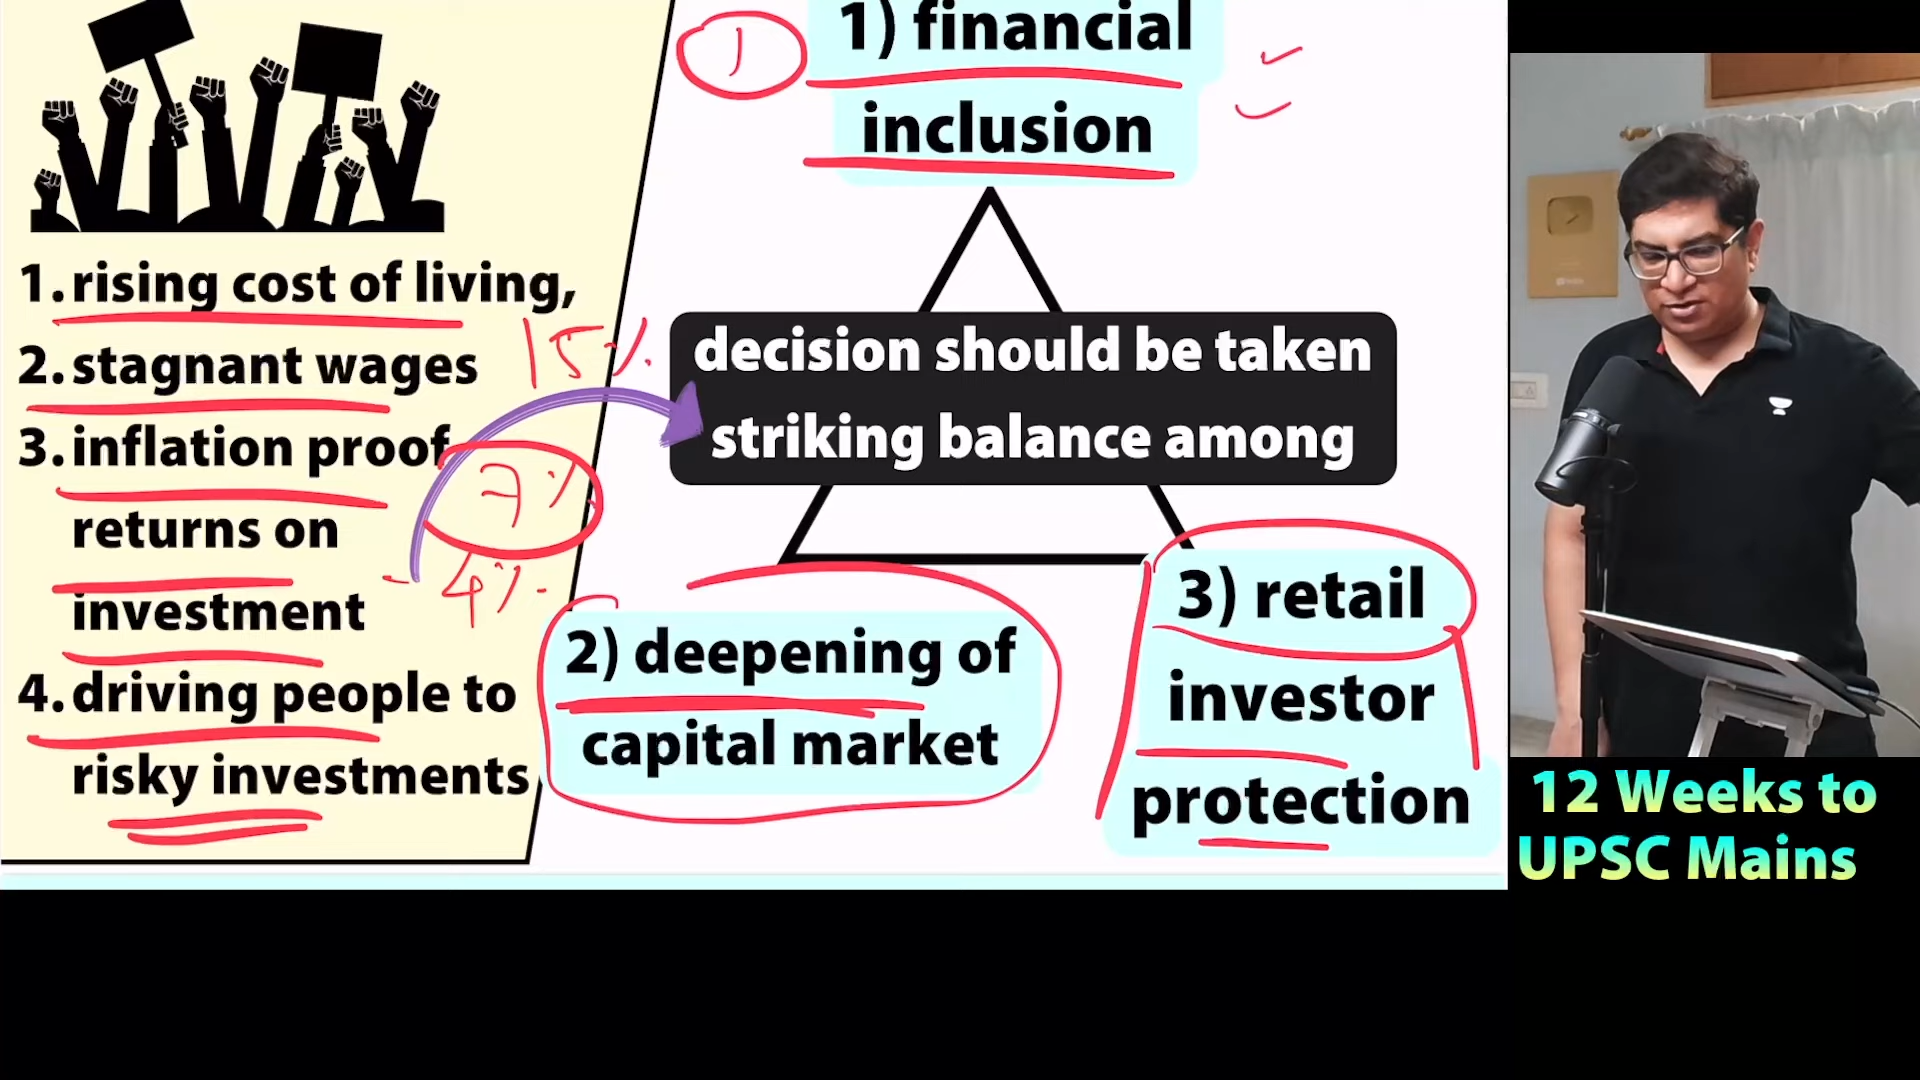 1. rising cost of living,
2. stagnant wages
15%
3. inflation proof
7%
returns on
4%
investment
4. driving people to
risky investments
1
1) financial
inclusion
decision should be taken
striking balance among
2) deepening of
capital market
3) retail
investor
protection
12 Weeks to
UPSC Mains